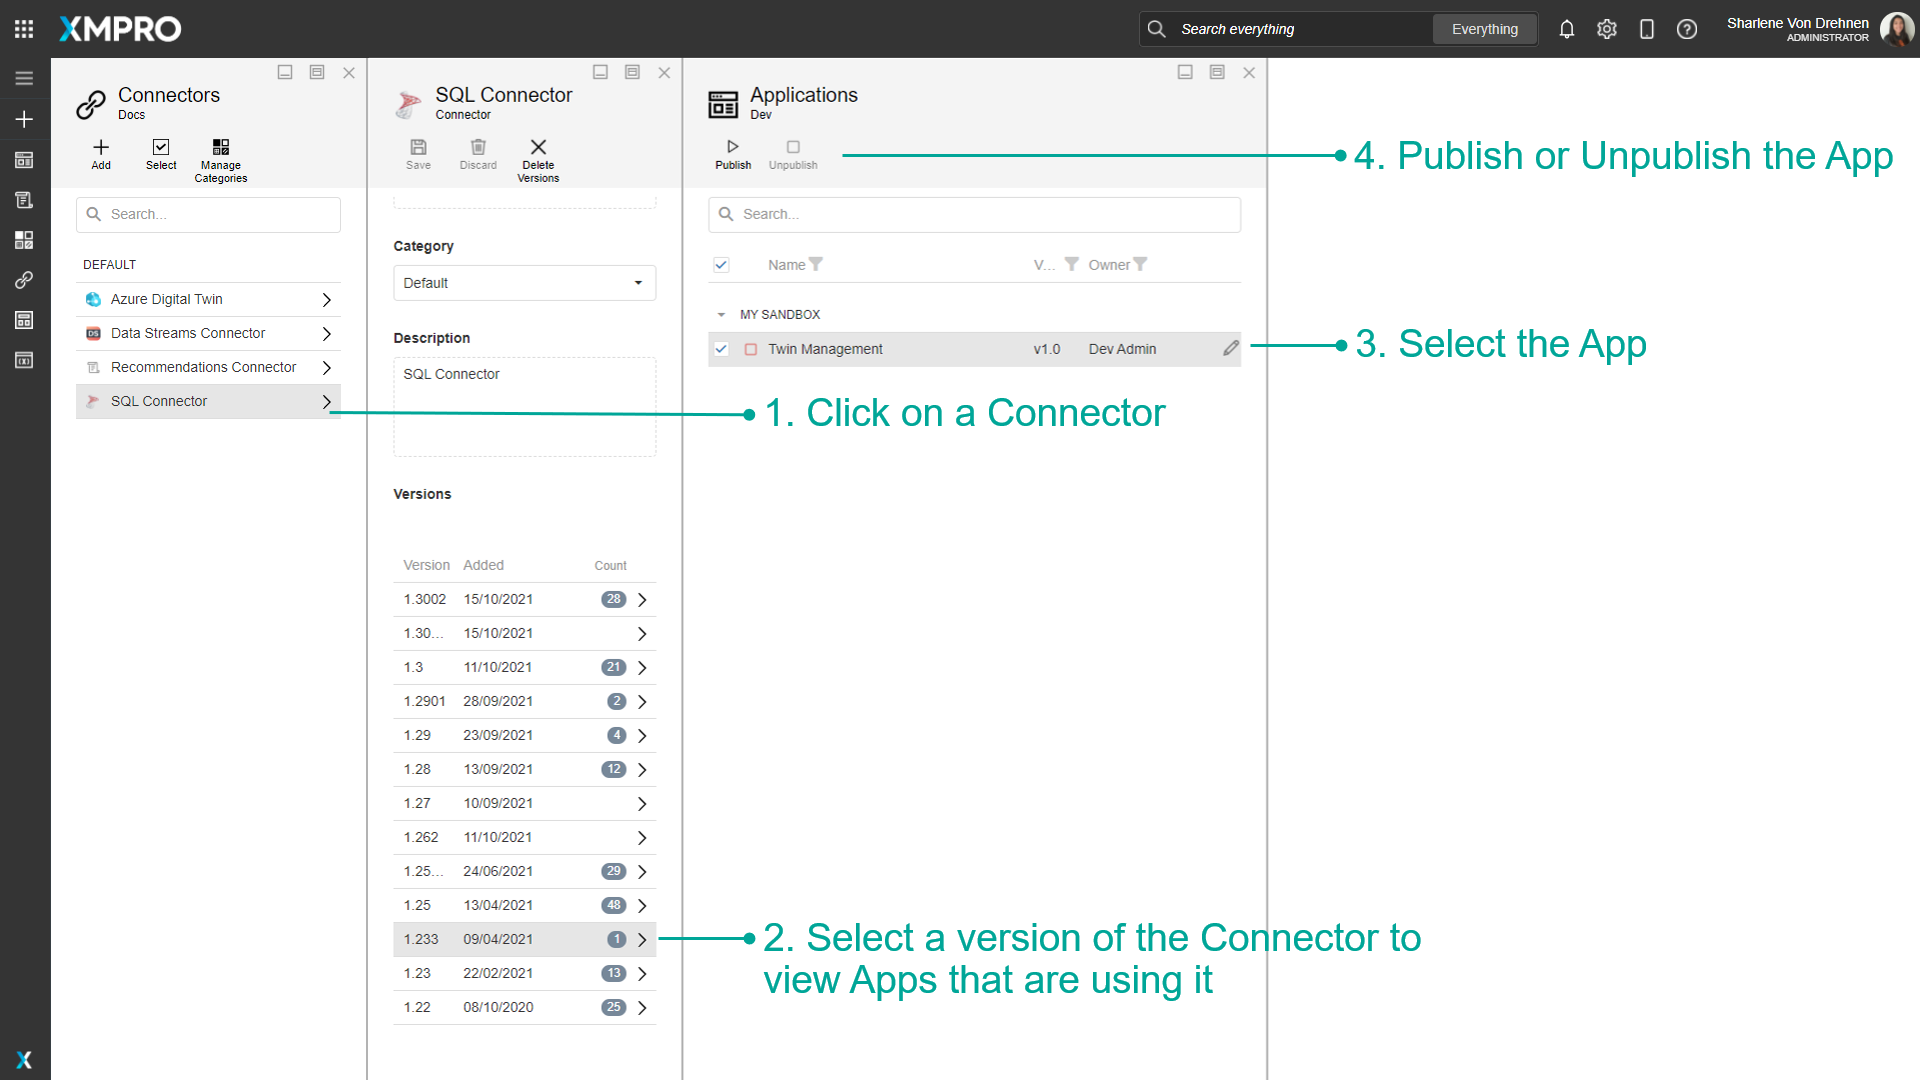 XMPRO
Search everything
Everything
Sharlene Von Drehnen
ADMINISTRATOR
Connectors
Docs
Add
Select
Manage
Categories
Search...
DEFAULT
Azure Digital Twin
DS
Data Streams Connector
Recommendations Connector
SQL Connector
SQL Connector
Connector
Save
Discard
Delete
Versions
Category
Default
Description
SQL Connector
Versions
Version Added Count
1.3002 15/10/2021 28
1.30... 15/10/2021
1.3 11/10/2021 21
1.2901 28/09/2021 2
1.29 23/09/2021 4
1.28 13/09/2021 12
1.27 10/09/2021
1.262 11/10/2021
1.25... 24/06/2021 29
1.25 13/04/2021 48
1.233 09/04/2021 1
1.23 22/02/2021 13
1.22 08/10/2020 25
Applications
Dev
Publish
Unpublish
Search...
Name V... Owner
MY SANDBOX
Twin Management v1.0 Dev Admin
4. Publish or Unpublish the App
3. Select the App
1. Click on a Connector
2. Select a version of the Connector to
view Apps that are using it